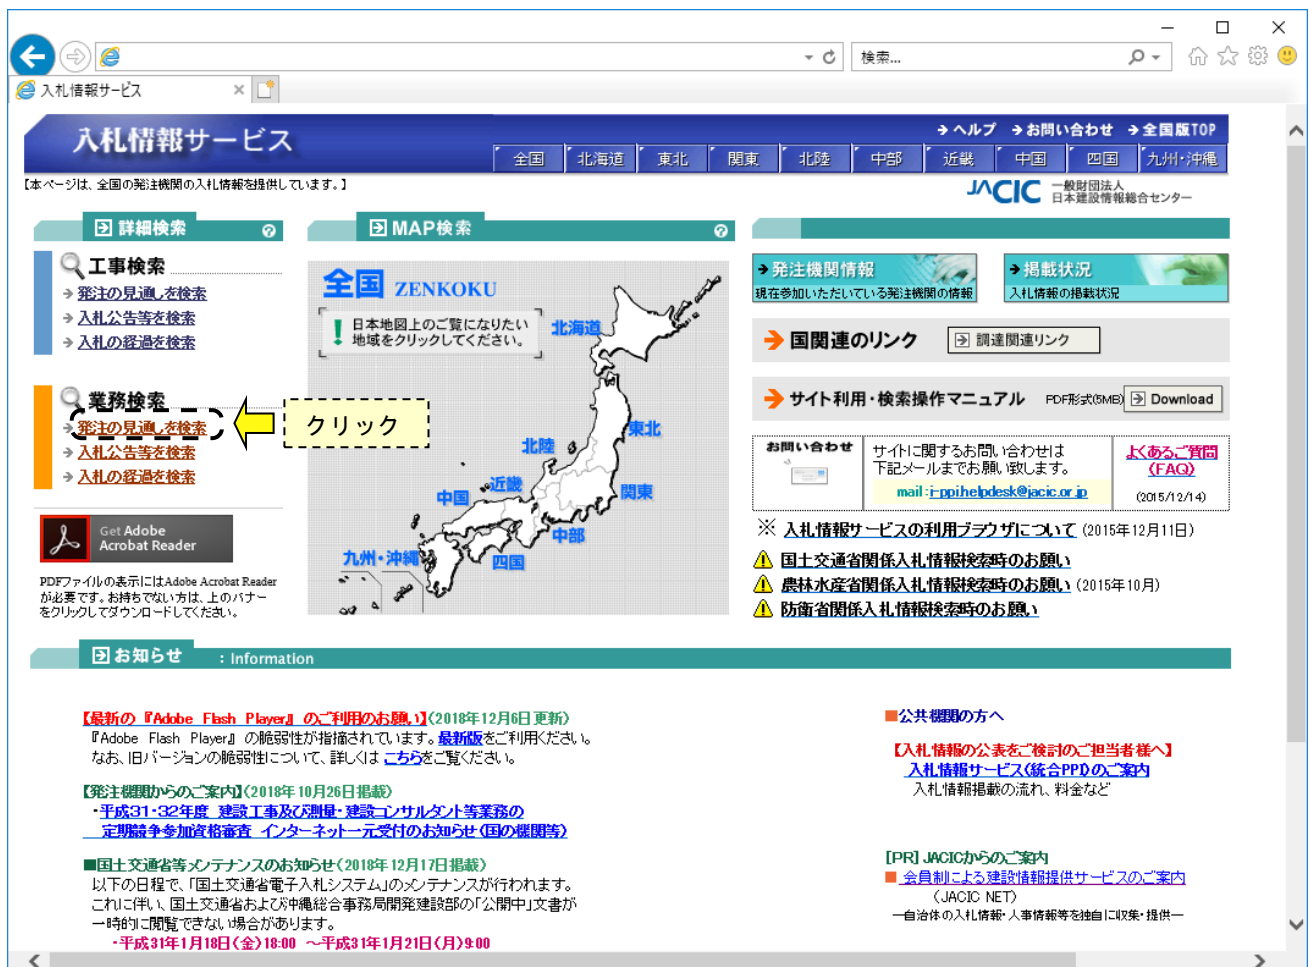 検索...
入札情報サービス
入札情報サービス
ヘルプ お問い合わせ 全国版TOP
全国 北海道 東北 関東 北陸 中部 近畿 中国 四国 九州・沖縄
【本ページは、全国の発注機関の入札情報を提供しています。】
JACIC 一般財団法人
日本建設情報総合センター
詳細検索
工事検索
発注の見通しを検索
入札公告等を検索
入札の経過を検索
業務検索
発注の見通しを検索
入札公告等を検索
入札の経過を検索
クリック
Get Adobe
Acrobat Reader
PDFファイルの表示にはAdobe Acrobat Reader
が必要です。お持ちでない方は、上のバナー
をクリックしてダウンロードしてください。
MAP検索
全国 ZENKOKU
日本地図上のご覧になりたい
地域をクリックしてください。
北海道
東北
北陸
近畿
関東
中国
中部
九州・沖縄
四国
発注機関情報
現在参加いただいている発注機関の情報
掲載状況
入札情報の掲載状況
国関連のリンク
調達関連リンク
サイト利用・検索操作マニュアル PDF形式(5MB) Download
お問い合わせ
サイトに関するお問い合わせは
下記メールまでお願い致します。
mail:i-ppi.helpdesk@jacic.or.jp
よくあるご質問
(FAQ)
(2015/12/14)
※ 入札情報サービスの利用ブラウザについて (2015年12月11日)
国土交通省関係入札情報検索時のお願い
農林水産省関係入札情報検索時のお願い (2015年10月)
防衛省関係入札情報検索時のお願い
お知らせ : Information
【最新の『Adobe Flash Player』のご利用のお願い】(2018年12月6日更新)
『Adobe Flash Player』の脆弱性が指摘されています。最新版をご利用ください。
なお、旧バージョンの脆弱性について、詳しくは こちらをご覧ください。
【発注機関からのご案内】(2018年10月26日掲載)
・平成31・32年度 建設工事及び測量・建設コンサルタント等業務の
定期競争参加資格審査 インターネット一元受付のお知らせ(国の機関等)
■国土交通省等メンテナンスのお知らせ(2018年12月17日掲載)
以下の日程で、「国土交通省電子入札システム」のメンテナンスが行われます。
これに伴い、国土交通省および沖縄総合事務局開発建設部の「公開中」文書が
一時的に閲覧できない場合があります。
・平成31年1月18日(金)18:00 ～平成31年1月21日(月)9:00
■公共機関の方へ
【入札情報の公表をご検討のご担当者様へ】
入札情報サービス(統合PPI)のご案内
入札情報掲載の流れ、料金など
[PR] JACICからのご案内
■ 会員制による建設情報提供サービスのご案内
(JACIC NET)
―自治体の入札情報・人事情報等を独自に収集・提供―